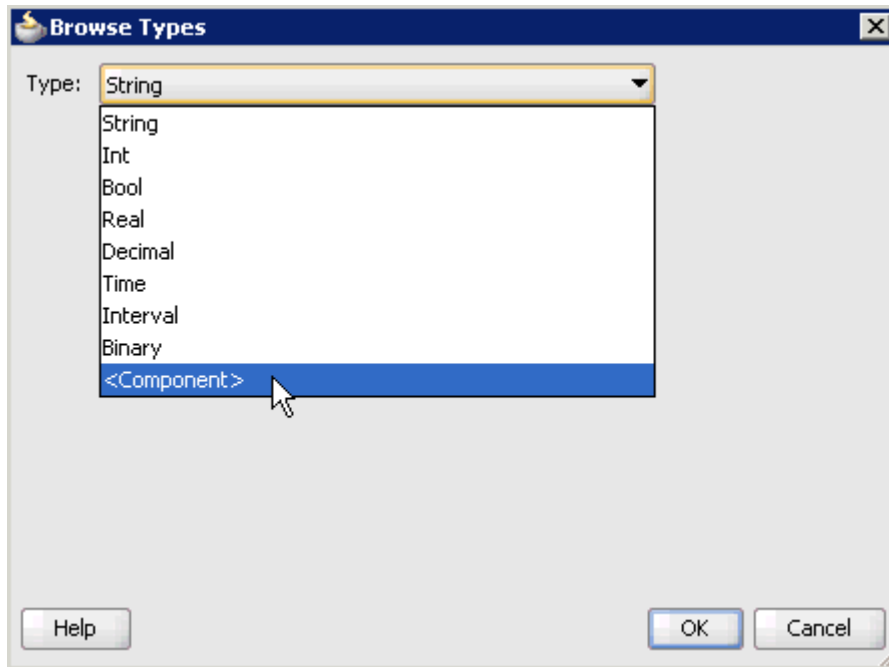 Browse Types
Type: String
String
Int
Bool
Real
Decimal
Time
Interval
Binary
<Component>
Help OK Cancel